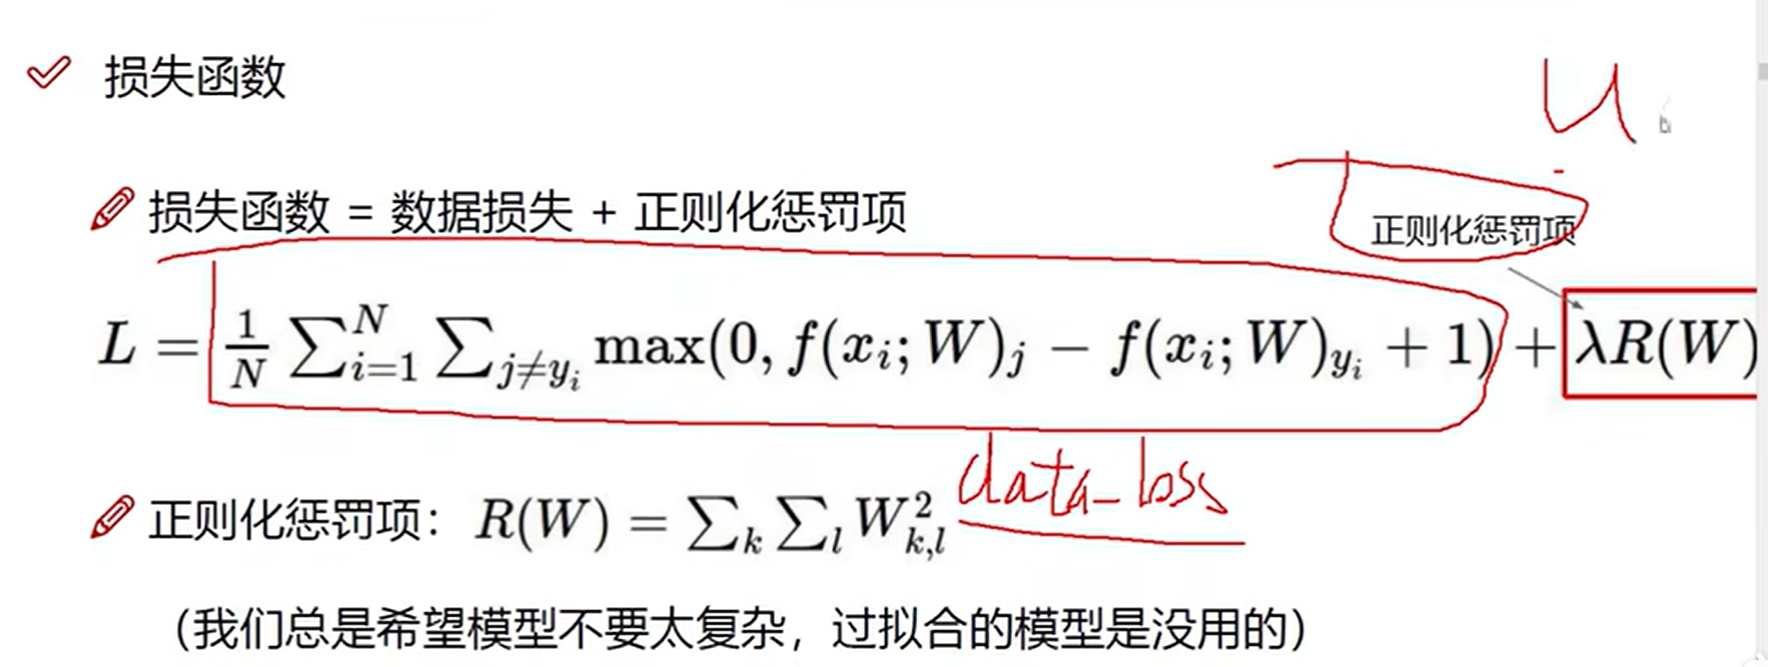 损失函数
损失函数 = 数据损失 + 正则化惩罚项
正则化惩罚项
L = \frac{1}{N} \sum_{i=1}^{N} \sum_{j \neq y_i} \max(0, f(x_i; W)_j - f(x_i; W)_{y_i} + 1) + λR(W)
data_loss
正则化惩罚项： R(W) = \sum_k \sum_l W_{k,l}^2
（我们总是希望模型不要太复杂，过拟合的模型是没用的）